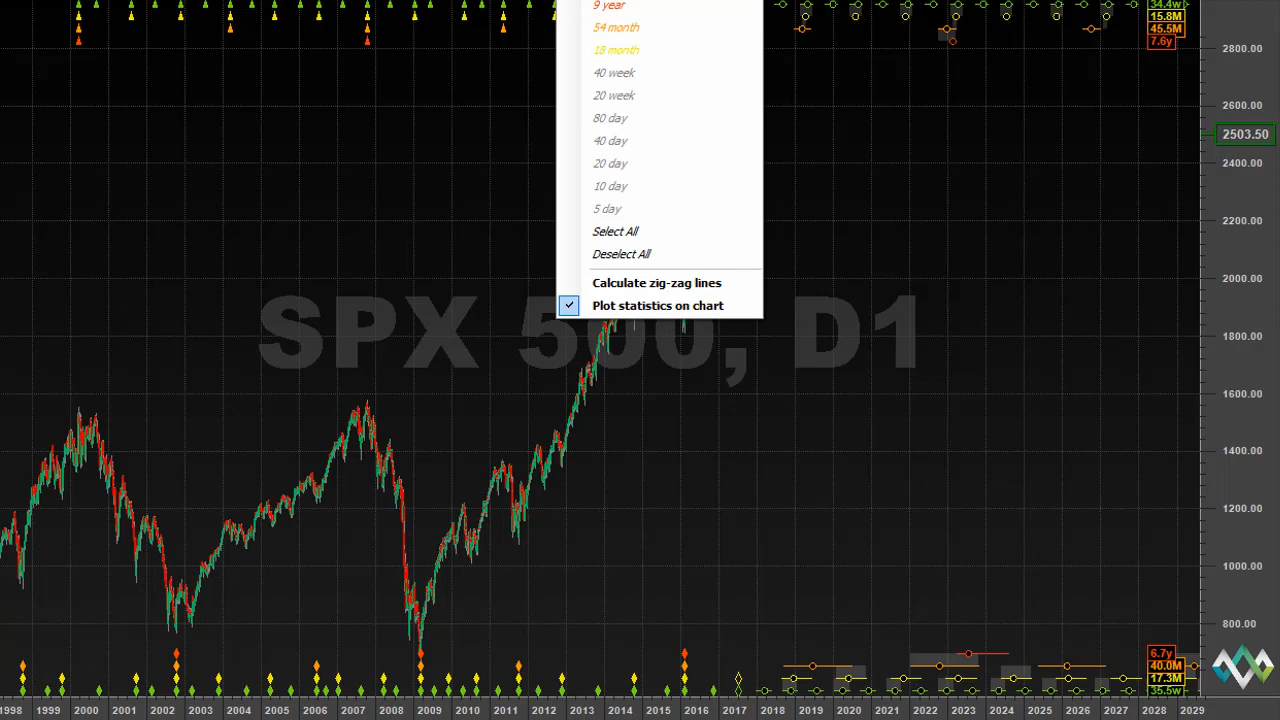 9 year
54 month
18 month
40 week
20 week
80 day
40 day
20 day
10 day
5 day
Select All
Deselect All
Calculate zig-zag lines
Plot statistics on chart
SPX 500, D1
34.4w
15.8M
45.5M
7.6y
2800.00
2600.00
2503.50
2400.00
2200.00
2000.00
1800.00
1600.00
1400.00
1200.00
1000.00
800.00
6.7y
40.0M
17.3M
35.5w
1998 1999 2000 2001 2002 2003 2004 2005 2006 2007 2008 2009 2010 2011 2012 2013 2014 2015 2016 2017 2018 2019 2020 2021 2022 2023 2024 2025 2026 2027 2028 2029